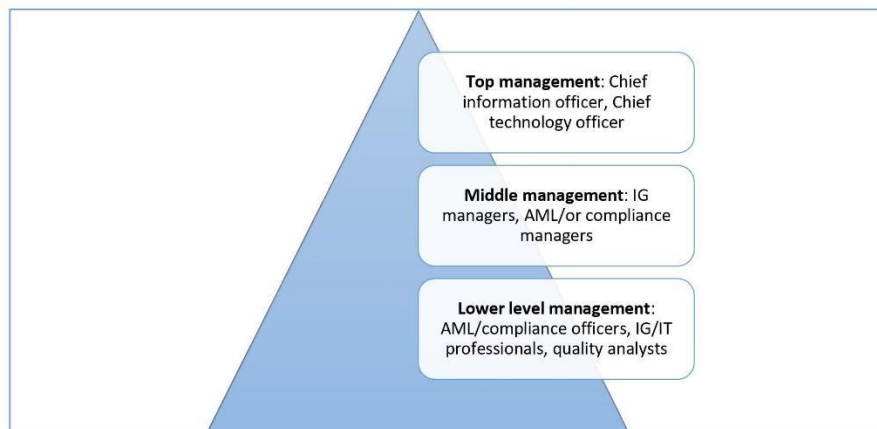 Top management: Chief
information officer, Chief
technology officer
Middle management: IG
managers, AML/or compliance
managers
Lower level management:
AML/compliance officers, IG/IT
professionals, quality analysts